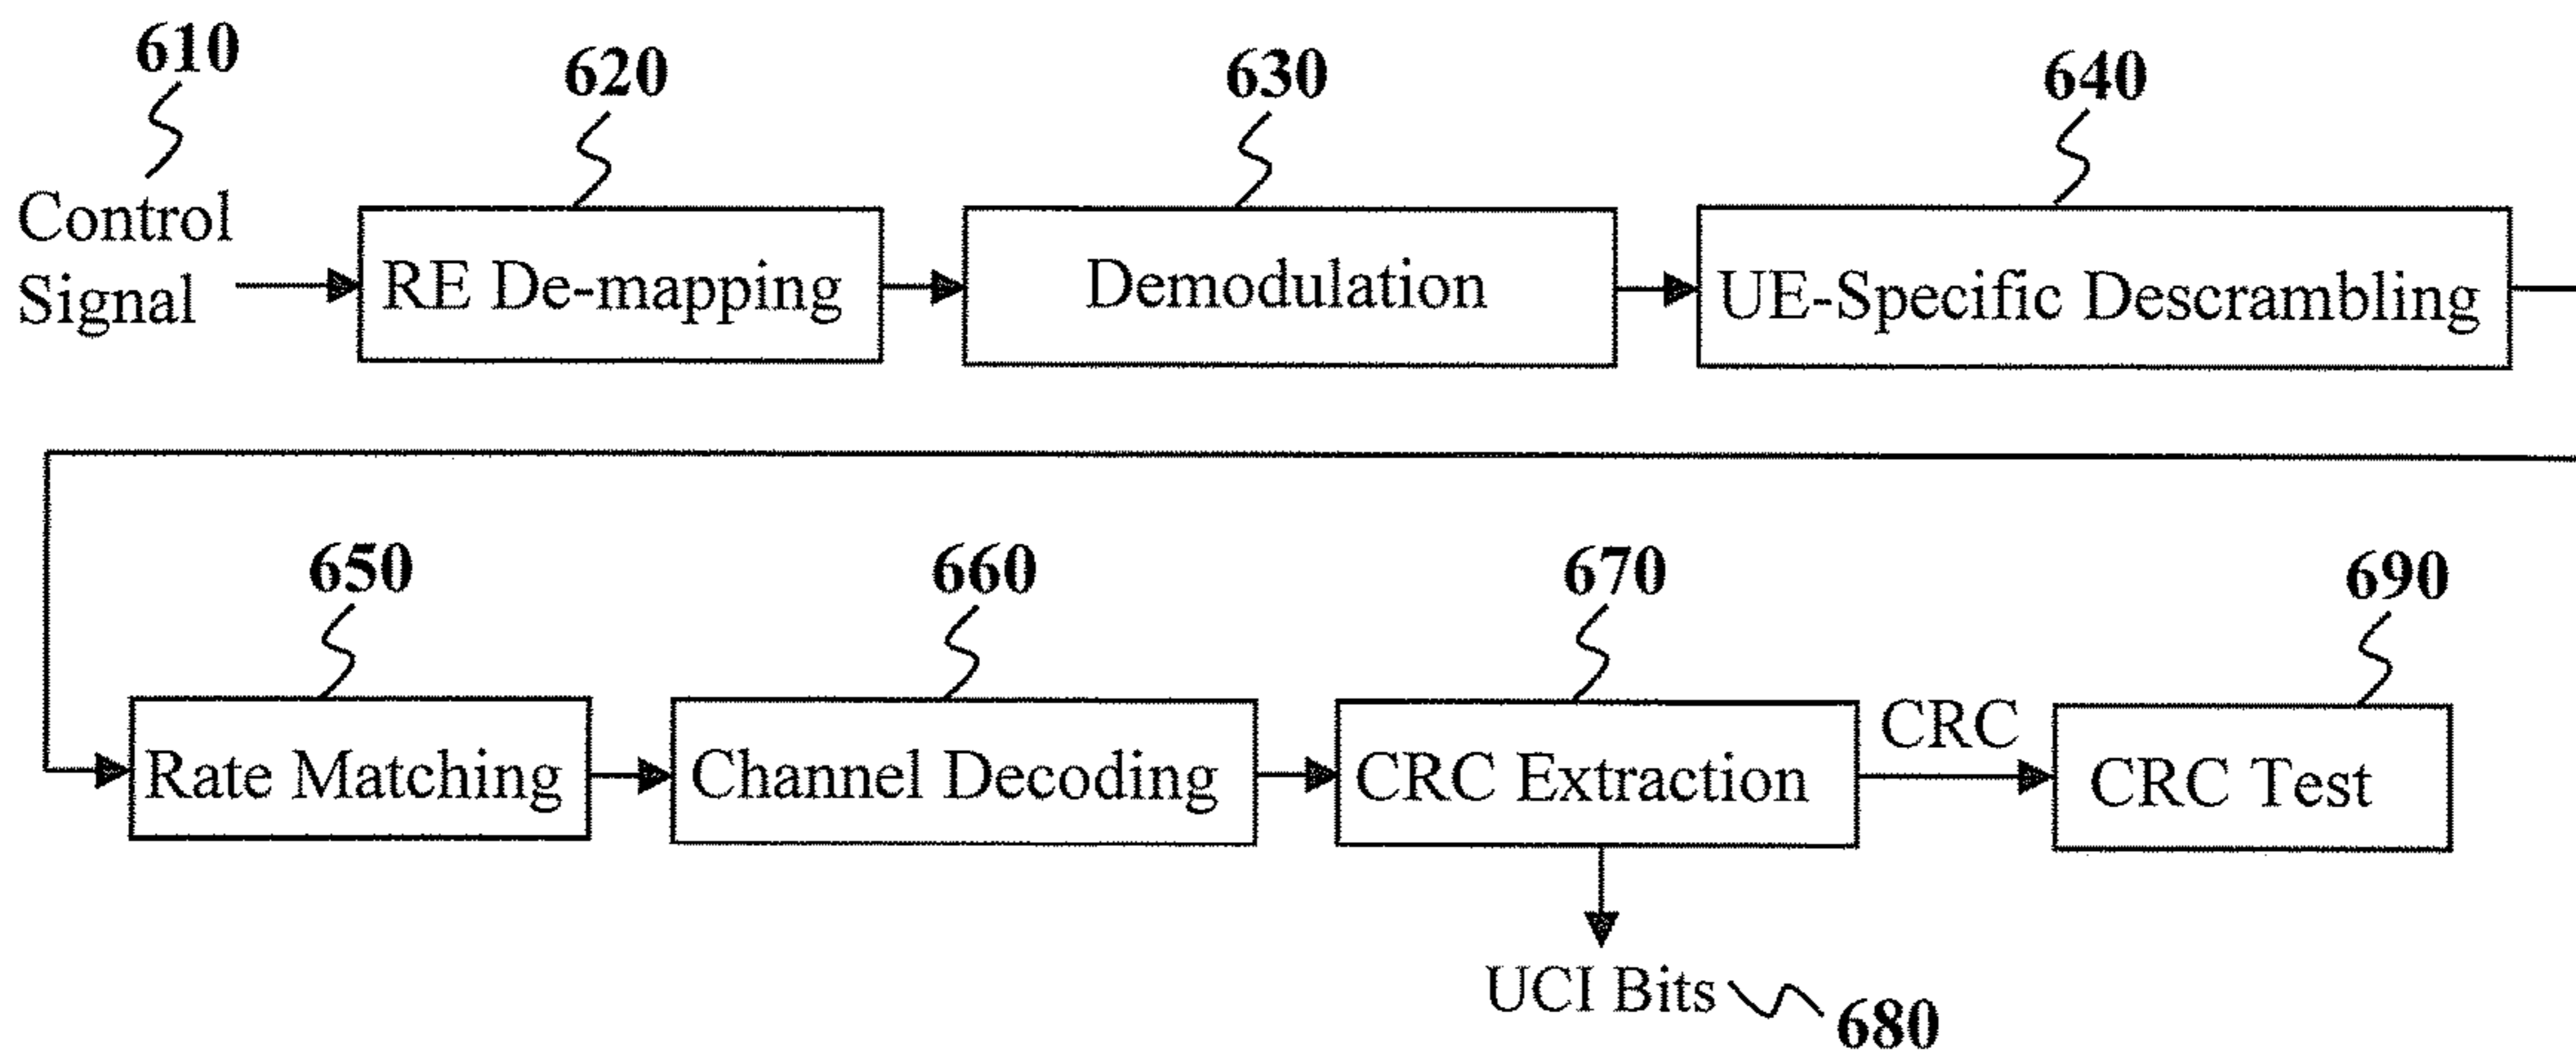 610
620
630
640
Control
Signal
RE De-mapping
Demodulation
UE-Specific Descrambling
650
660
670
690
Rate Matching
Channel Decoding
CRC Extraction
CRC
CRC Test
UCI Bits
680